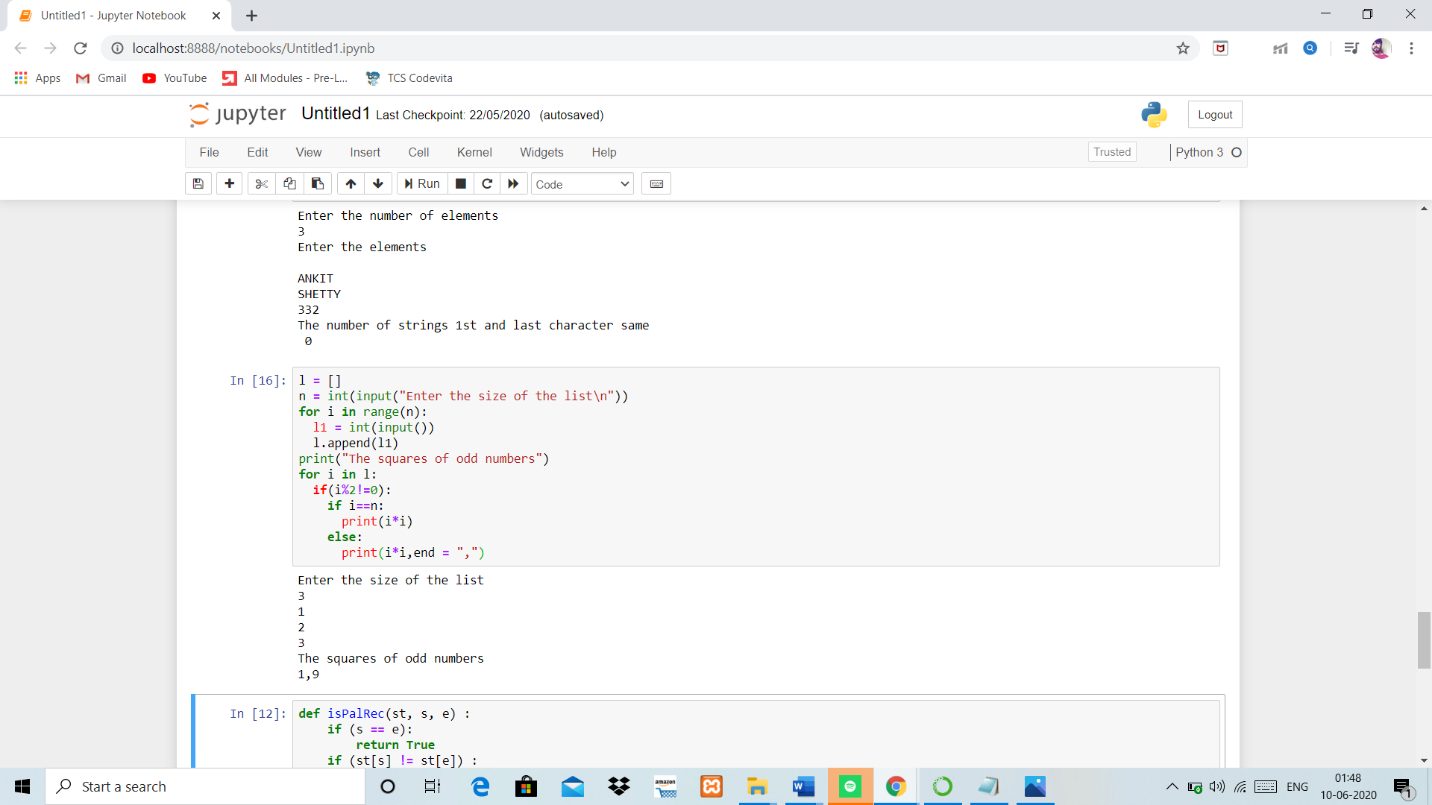 Untitled1 - Jupyter Notebook
localhost:8888/notebooks/Untitled1.ipynb
Apps Gmail YouTube All Modules - Pre-L... TCS Codevita
jupyter Untitled1 Last Checkpoint: 22/05/2020 (autosaved) Logout
File Edit View Insert Cell Kernel Widgets Help Trusted Python 3
Run Code
Enter the number of elements
3
Enter the elements
ANKIT
SHETTY
332
The number of strings 1st and last character same
0
In [16]: l = []
n = int(input("Enter the size of the list\n"))
for i in range(n):
  l1 = int(input())
  l.append(l1)
print("The squares of odd numbers")
for i in l:
  if(i%2!=0):
    if i==n:
      print(i*i)
    else:
      print(i*i,end = ",")
Enter the size of the list
3
1
2
3
The squares of odd numbers
1,9
In [12]: def isPalRec(st, s, e) :
    if (s == e):
        return True
    if (st[s] != st[e]) :
Start a search
amazon
ENG
01:48
10-06-2020
1